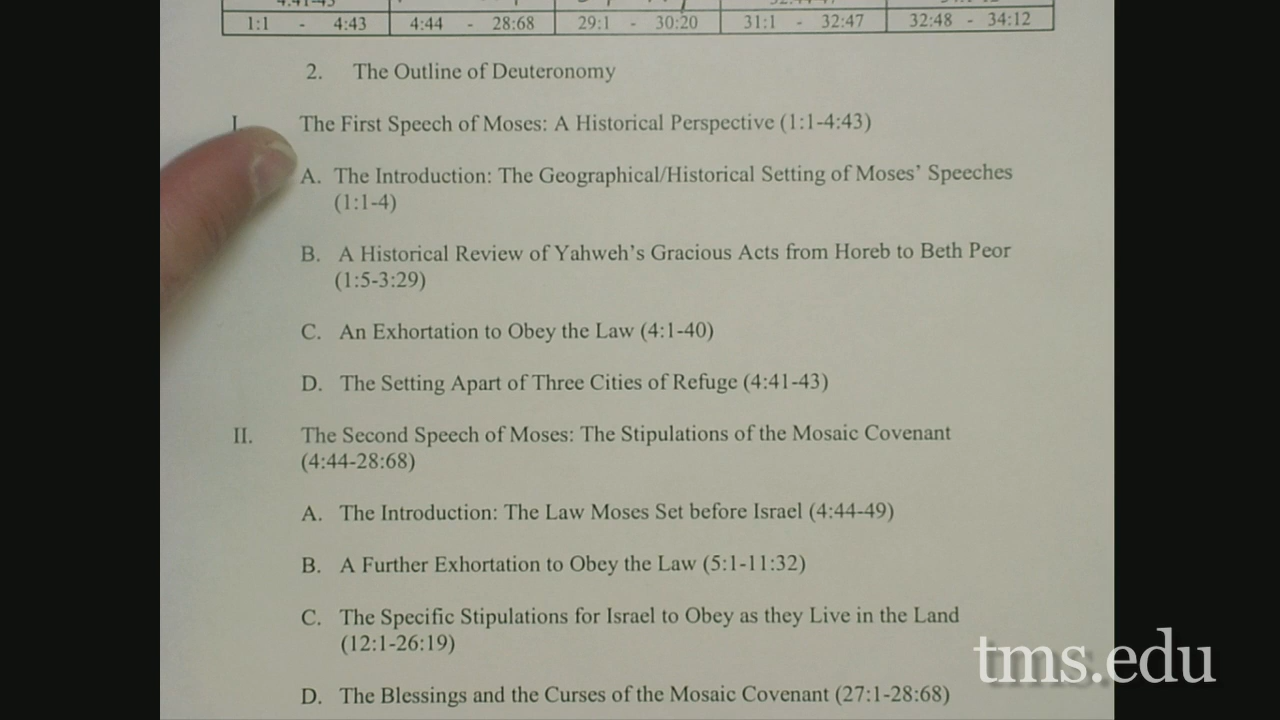 1:1 - 4:43 4:44 - 28:68 29:1 - 30:20 31:1 - 32:47 32:48 - 34:12
2. The Outline of Deuteronomy
I. The First Speech of Moses: A Historical Perspective (1:1-4:43)
A. The Introduction: The Geographical/Historical Setting of Moses’ Speeches
(1:1-4)
B. A Historical Review of Yahweh’s Gracious Acts from Horeb to Beth Peor
(1:5-3:29)
C. An Exhortation to Obey the Law (4:1-40)
D. The Setting Apart of Three Cities of Refuge (4:41-43)
II. The Second Speech of Moses: The Stipulations of the Mosaic Covenant
(4:44-28:68)
A. The Introduction: The Law Moses Set before Israel (4:44-49)
B. A Further Exhortation to Obey the Law (5:1-11:32)
C. The Specific Stipulations for Israel to Obey as they Live in the Land
(12:1-26:19)
D. The Blessings and the Curses of the Mosaic Covenant (27:1-28:68)
tms.edu